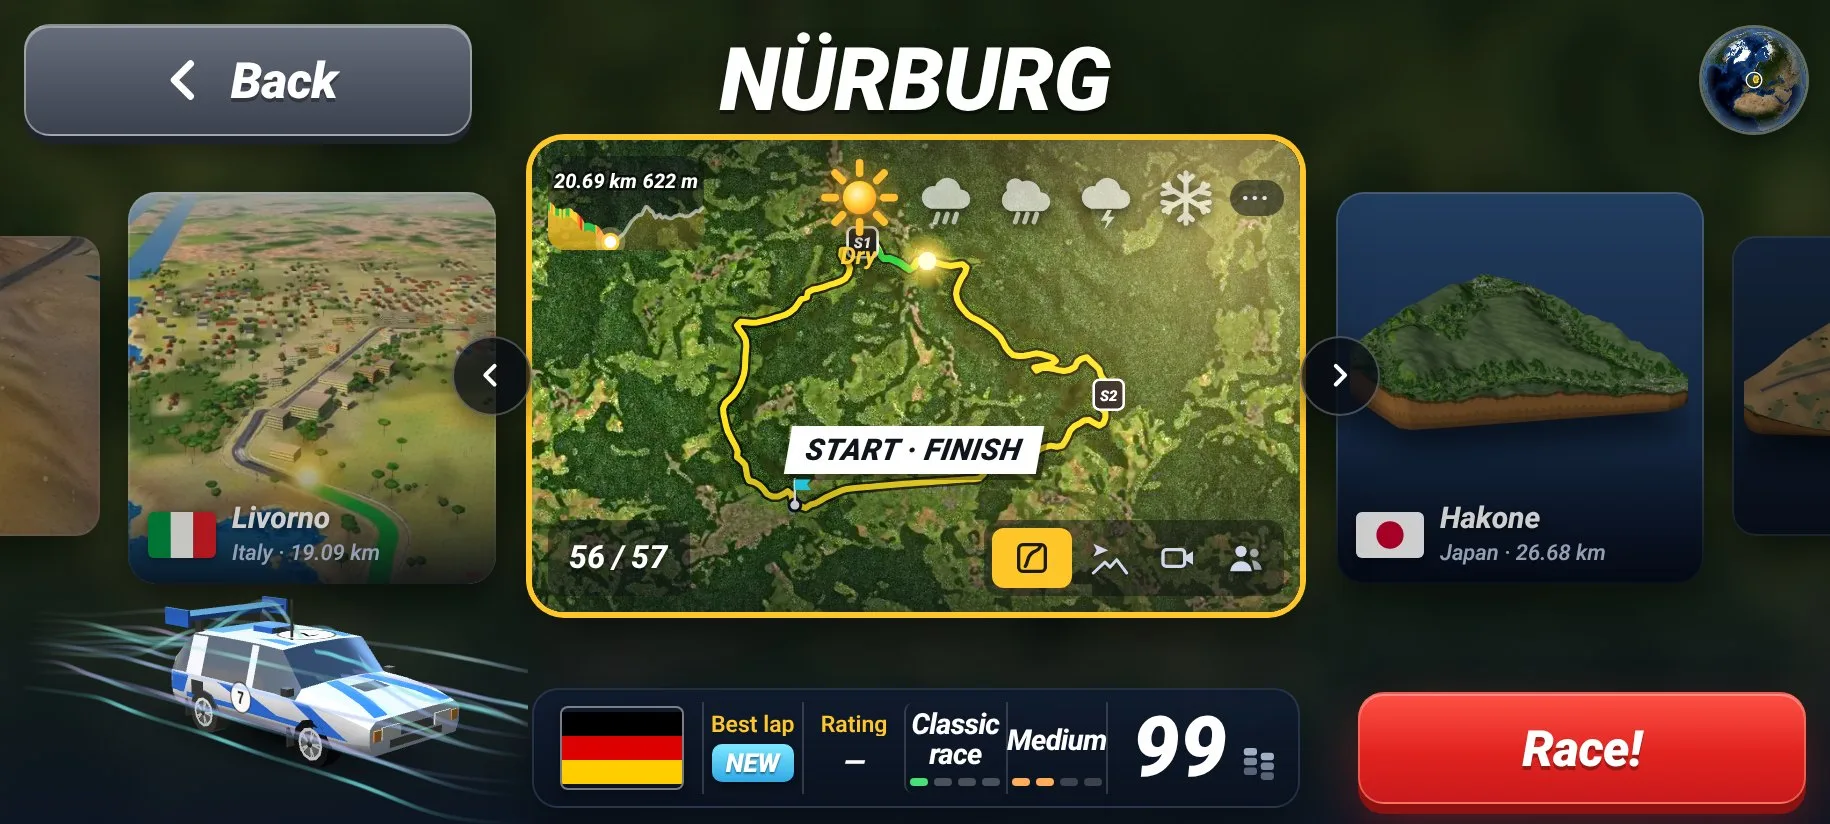 Back
NÜRBURG
20.69 km 622 m
S1
Dry
S2
START · FINISH
56 / 57
Livorno
Italy · 19.09 km
Hakone
Japan · 26.68 km
7
Best lap
NEW
Rating
–
Classic
race
Medium
99
Race!